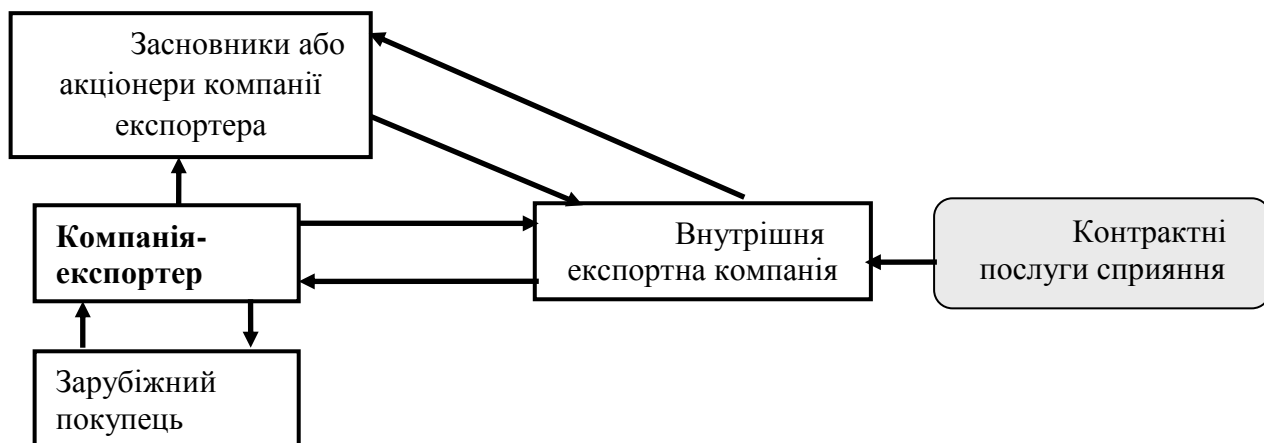 Засновники або
акціонери компанії
експортера
Компанія-
експортер
Внутрішня
експортна компанія
Контрактні
послуги сприяння
Зарубіжний
покупець